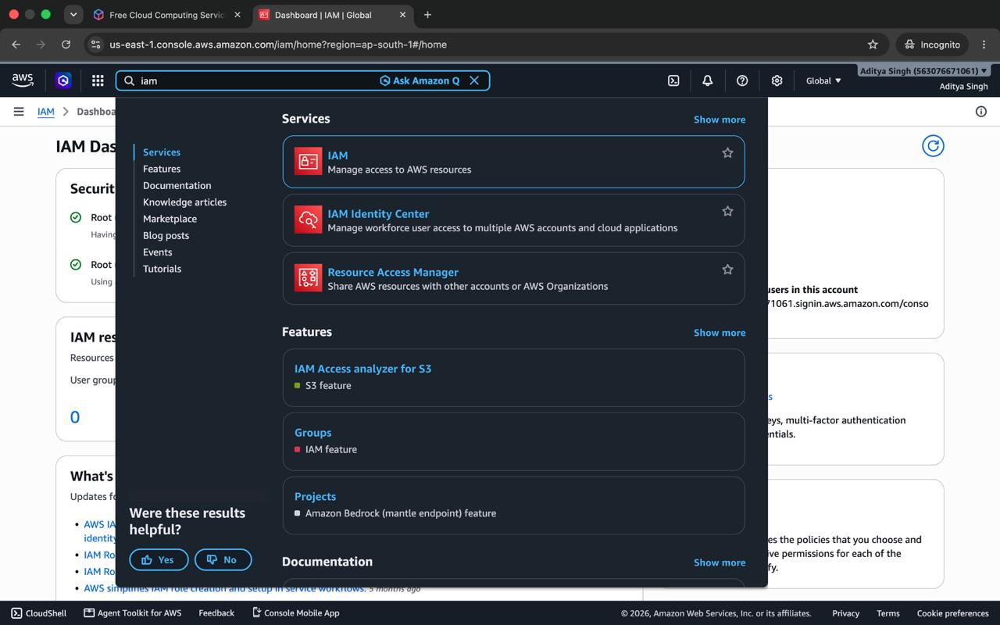 Free Cloud Computing Servic
Dashboard | IAM | Global
us-east-1.console.aws.amazon.com/iam/home?region=ap-south-1#/home
Incognito
aws
iam
Ask Amazon Q
Global
Aditya Singh (563076671061)
Aditya Singh
IAM
Dashboa
IAM Das
Services
Show more
Services
Features
Documentation
Knowledge articles
Marketplace
Blog posts
Events
Tutorials
IAM
Manage access to AWS resources
IAM Identity Center
Manage workforce user access to multiple AWS accounts and cloud applications
Resource Access Manager
Share AWS resources with other accounts or AWS Organizations
Features
Show more
IAM Access analyzer for S3
S3 feature
Groups
IAM feature
Projects
Amazon Bedrock (mantle endpoint) feature
Documentation
Show more
Were these results
helpful?
Yes
No
Securit
Root
Having
Root
Using
IAM res
Resources
User group
0
What's
Updates fo
AWS IA
identity
IAM Ro
IAM Ro
AWS simplifies IAM role creation and setup in service workflows. 5 months ago
users in this account
71061.signin.aws.amazon.com/conso
s
eys, multi-factor authentication
entials.
es the policies that you choose and
ive permissions for each of the
fy.
CloudShell
Agent Toolkit for AWS
Feedback
Console Mobile App
© 2026, Amazon Web Services, Inc. or its affiliates.
Privacy
Terms
Cookie preferences